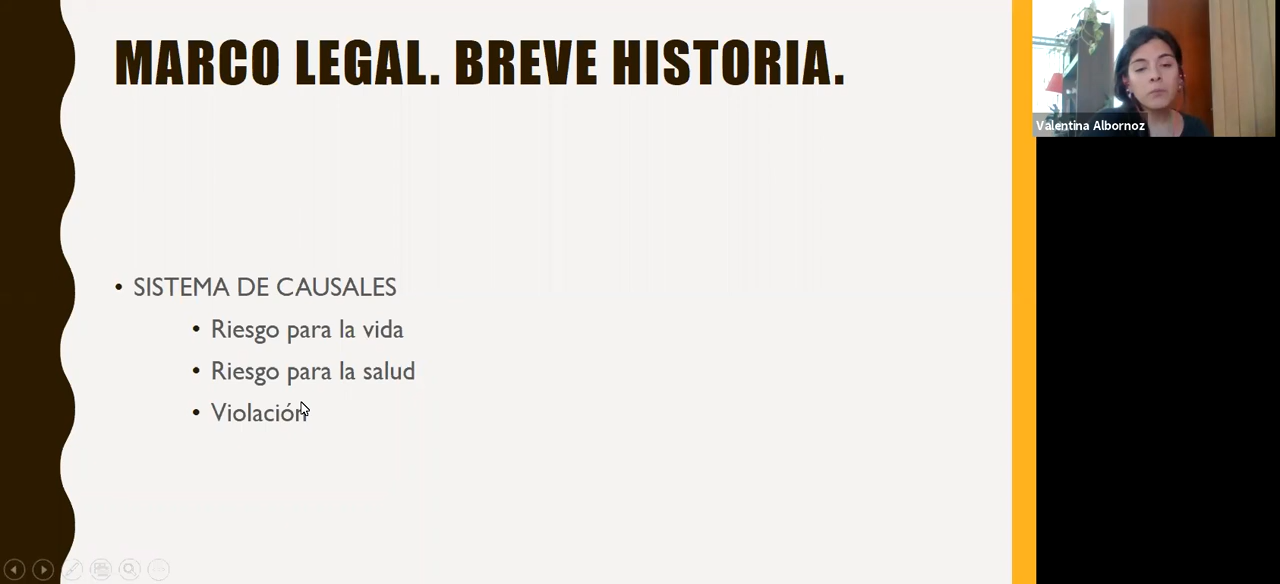 MARCO LEGAL. BREVE HISTORIA.
Valentina Albornoz
• SISTEMA DE CAUSALES
• Riesgo para la vida
• Riesgo para la salud
• Violación